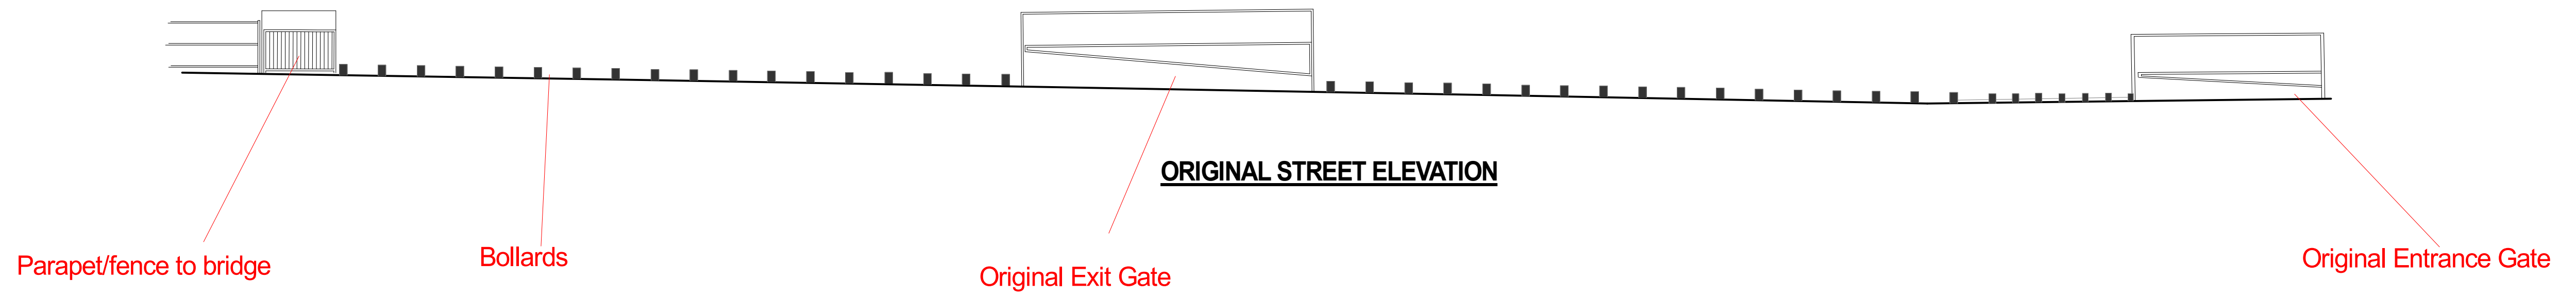 ORIGINAL STREET ELEVATION
Parapet/fence to bridge
Bollards
Original Exit Gate
Original Entrance Gate